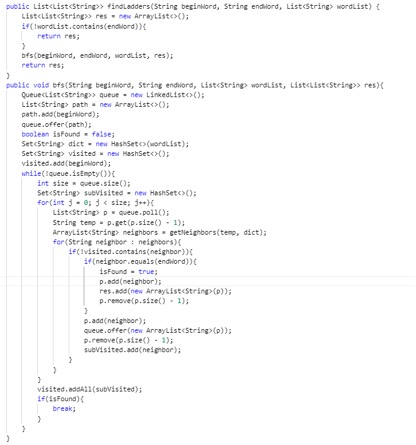 public List<List<String>> findLadders(String beginWord, String endWord, List<String> wordList) {
List<List<String>> res = new ArrayList<>();
if(!wordList.contains(endWord)){
return res;
}
bfs(beginWord, endWord, wordList, res);
return res;
}
public void bfs(String beginWord, String endWord, List<String> wordList, List<List<String>> res){
Queue<List<String>> queue = new LinkedList<>();
List<String> path = new ArrayList<>();
path.add(beginWord);
queue.offer(path);
boolean isFound = false;
Set<String> dict = new HashSet<>(wordList);
Set<String> visited = new HashSet<>();
visited.add(beginWord);
while(!queue.isEmpty()){
int size = queue.size();
Set<String> subVisited = new HashSet<>();
for(int j = 0; j < size; j++){
List<String> p = queue.poll();
String temp = p.get(p.size() - 1);
ArrayList<String> neighbors = getNeighbors(temp, dict);
for(String neighbor : neighbors){
if(!visited.contains(neighbor)){
if(neighbor.equals(endWord)){
isFound = true;
p.add(neighbor);
res.add(new ArrayList<String>(p));
p.remove(p.size() - 1);
}
p.add(neighbor);
queue.offer(new ArrayList<String>(p));
p.remove(p.size() - 1);
subVisited.add(neighbor);
}
}
}
visited.addAll(subVisited);
if(isFound){
break;
}
}
}